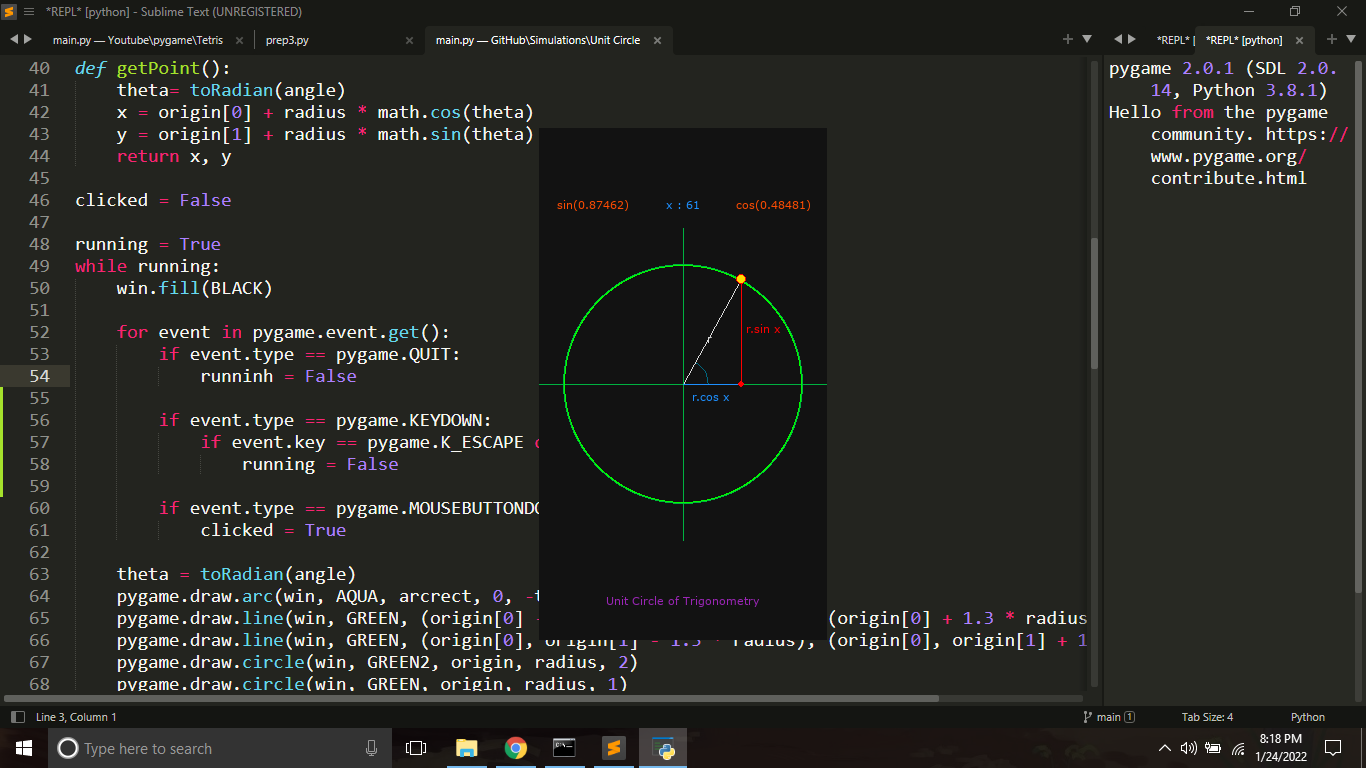 *REPL* [python] - Sublime Text (UNREGISTERED)
main.py — Youtube\pygame\Tetris
prep3.py
main.py — GitHub\Simulations\Unit Circle
*REPL* [
*REPL* [python]
40 def getPoint():
41 theta= toRadian(angle)
42 x = origin[0] + radius * math.cos(theta)
43 y = origin[1] + radius * math.sin(theta)
44 return x, y
45
46 clicked = False
47
48 running = True
49 while running:
50 win.fill(BLACK)
51
52 for event in pygame.event.get():
53 if event.type == pygame.QUIT:
54 runninh = False
55
56 if event.type == pygame.KEYDOWN:
57 if event.key == pygame.K_ESCAPE
58 running = False
59
60 if event.type == pygame.MOUSEBUTTONDO
61 clicked = True
62
63 theta = toRadian(angle)
64 pygame.draw.arc(win, AQUA, arcrect, 0, -t
65 pygame.draw.line(win, GREEN, (origin[0] - (origin[0] + 1.3 * radius
66 pygame.draw.line(win, GREEN, (origin[0], origin[1] - 1.3 * radius), (origin[0], origin[1] + 1
67 pygame.draw.circle(win, GREEN2, origin, radius, 2)
68 pygame.draw.circle(win, GREEN, origin, radius, 1)
sin(0.87462) x : 61 cos(0.48481)
r
r.sin x
r.cos x
Unit Circle of Trigonometry
pygame 2.0.1 (SDL 2.0.
14, Python 3.8.1)
Hello from the pygame
community. https://
www.pygame.org/
contribute.html
Line 3, Column 1
main 1
Tab Size: 4
Python
Type here to search
8:18 PM
1/24/2022